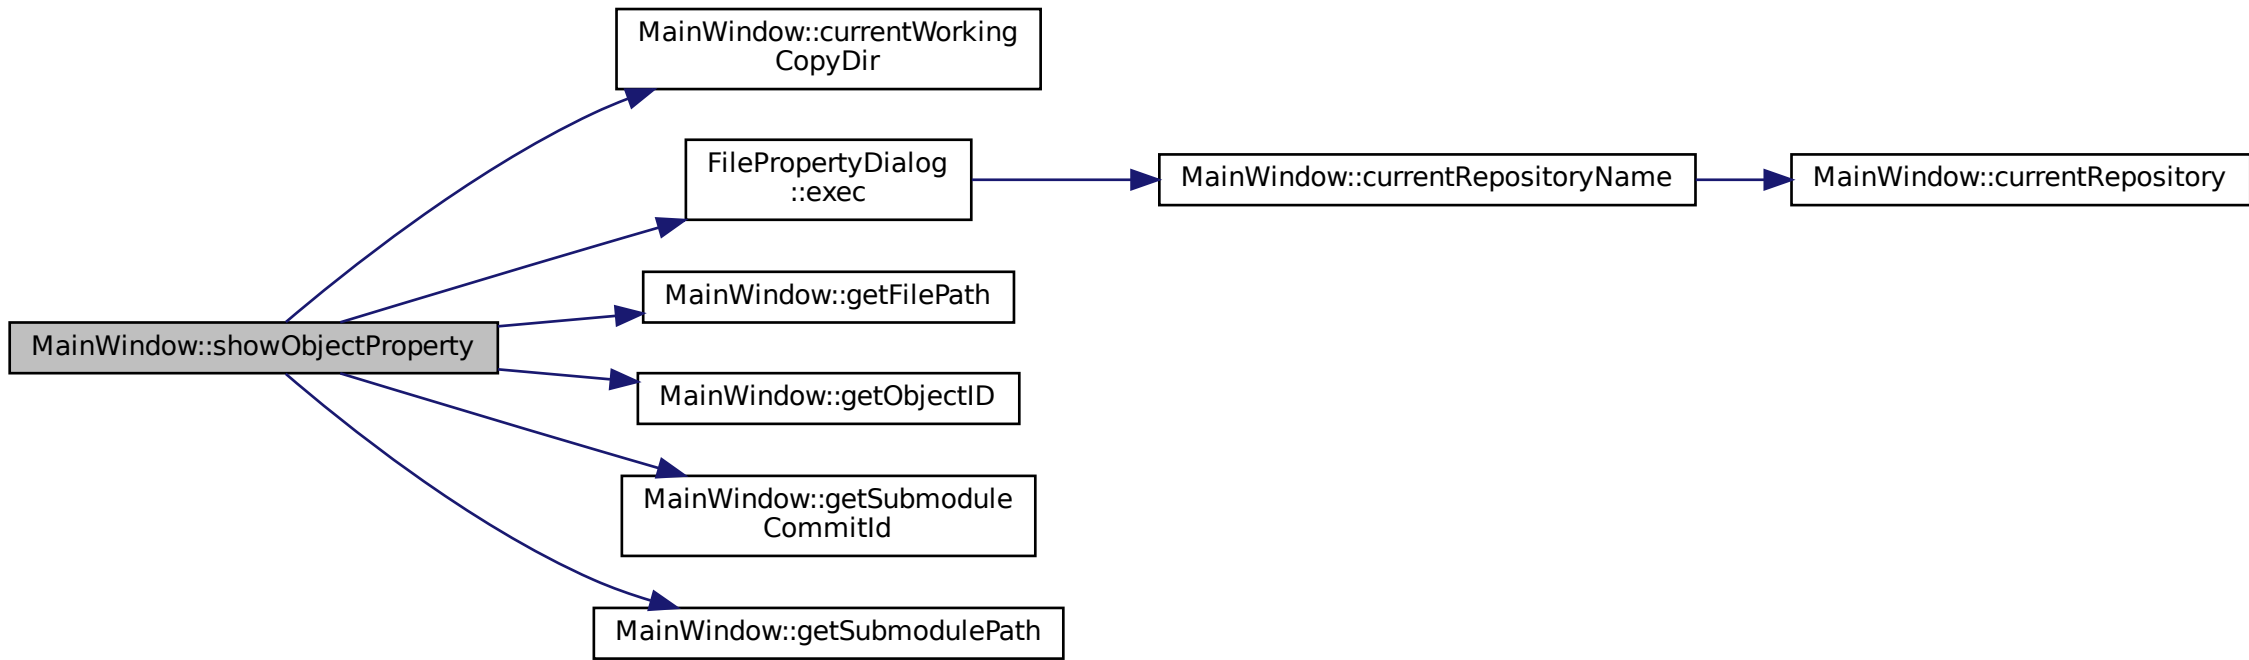 MainWindow::currentWorking
CopyDir
FilePropertyDialog
::exec
MainWindow::currentRepositoryName
MainWindow::currentRepository
MainWindow::getFilePath
MainWindow::showObjectProperty
MainWindow::getObjectID
MainWindow::getSubmodule
CommitId
MainWindow::getSubmodulePath